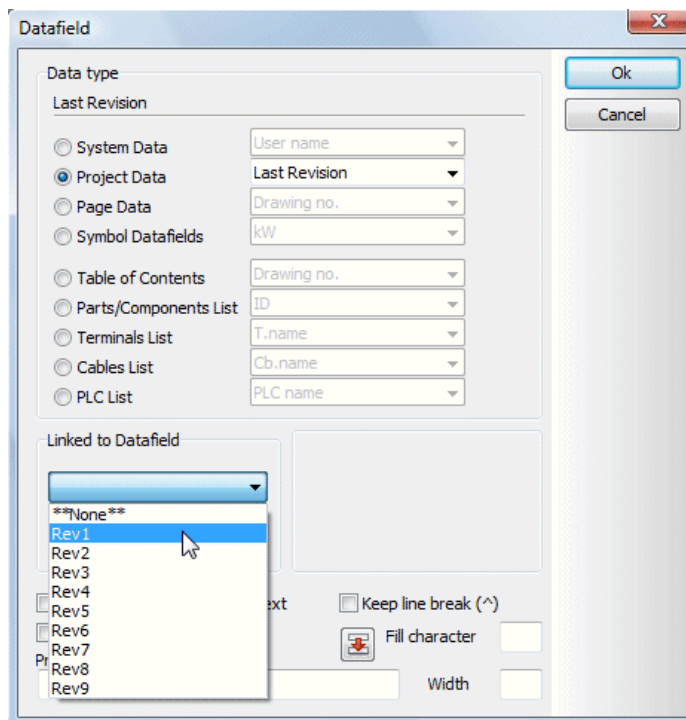 Datafield
Ok
Cancel
Data type
Last Revision
System Data User name
Project Data Last Revision
Page Data Drawing no.
Symbol Datafields kW
Table of Contents Drawing no.
Parts/Components List ID
Terminals List T.name
Cables List Cb.name
PLC List PLC name
Linked to Datafield
**None**
Rev1
Rev2
Rev3
Rev4
Rev5
Rev6
Rev7
Rev8
Rev9
Keep line break (^)
Fill character
Width